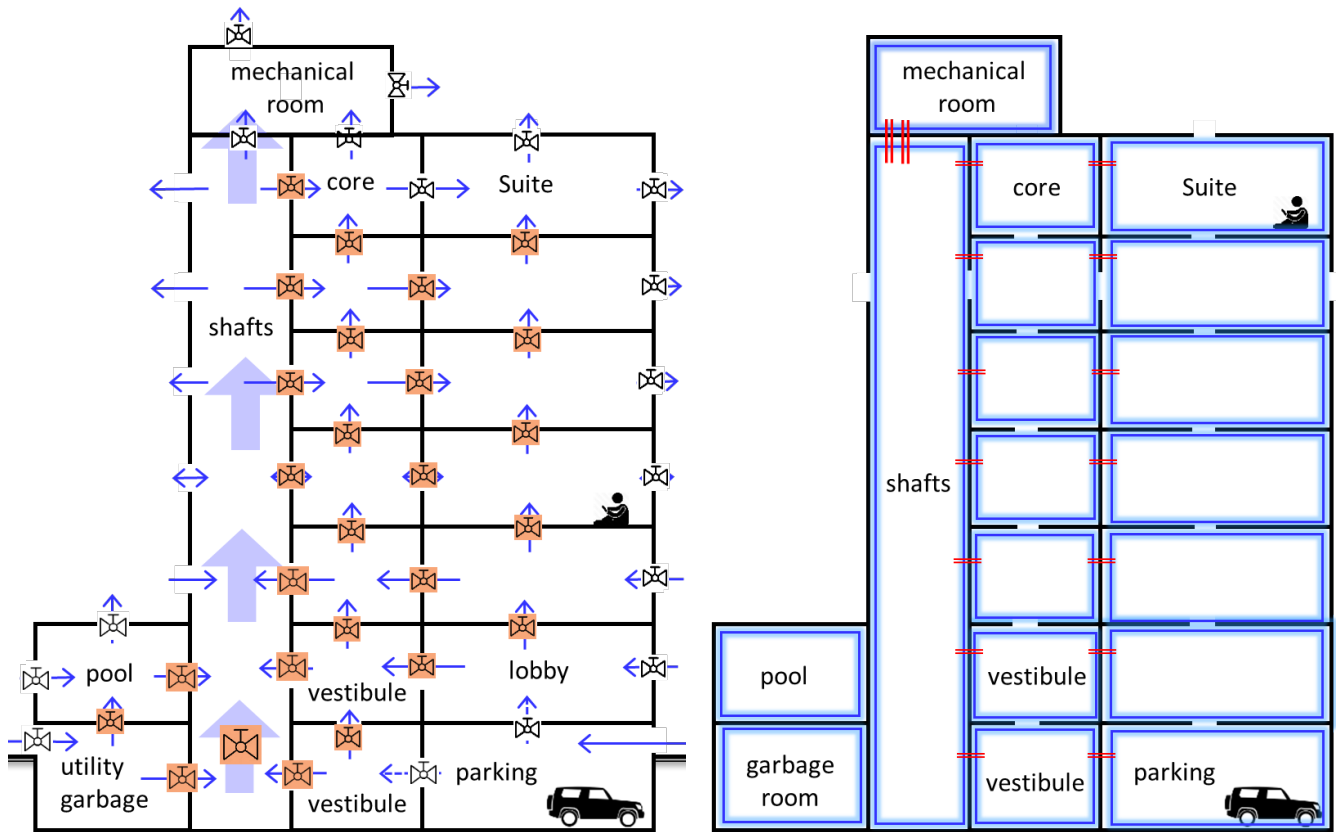 mechanical
room
core
Suite
shafts
pool
lobby
vestibule
utility
garbage
parking
vestibule
mechanical
room
core
Suite
shafts
pool
vestibule
garbage
room
vestibule
parking